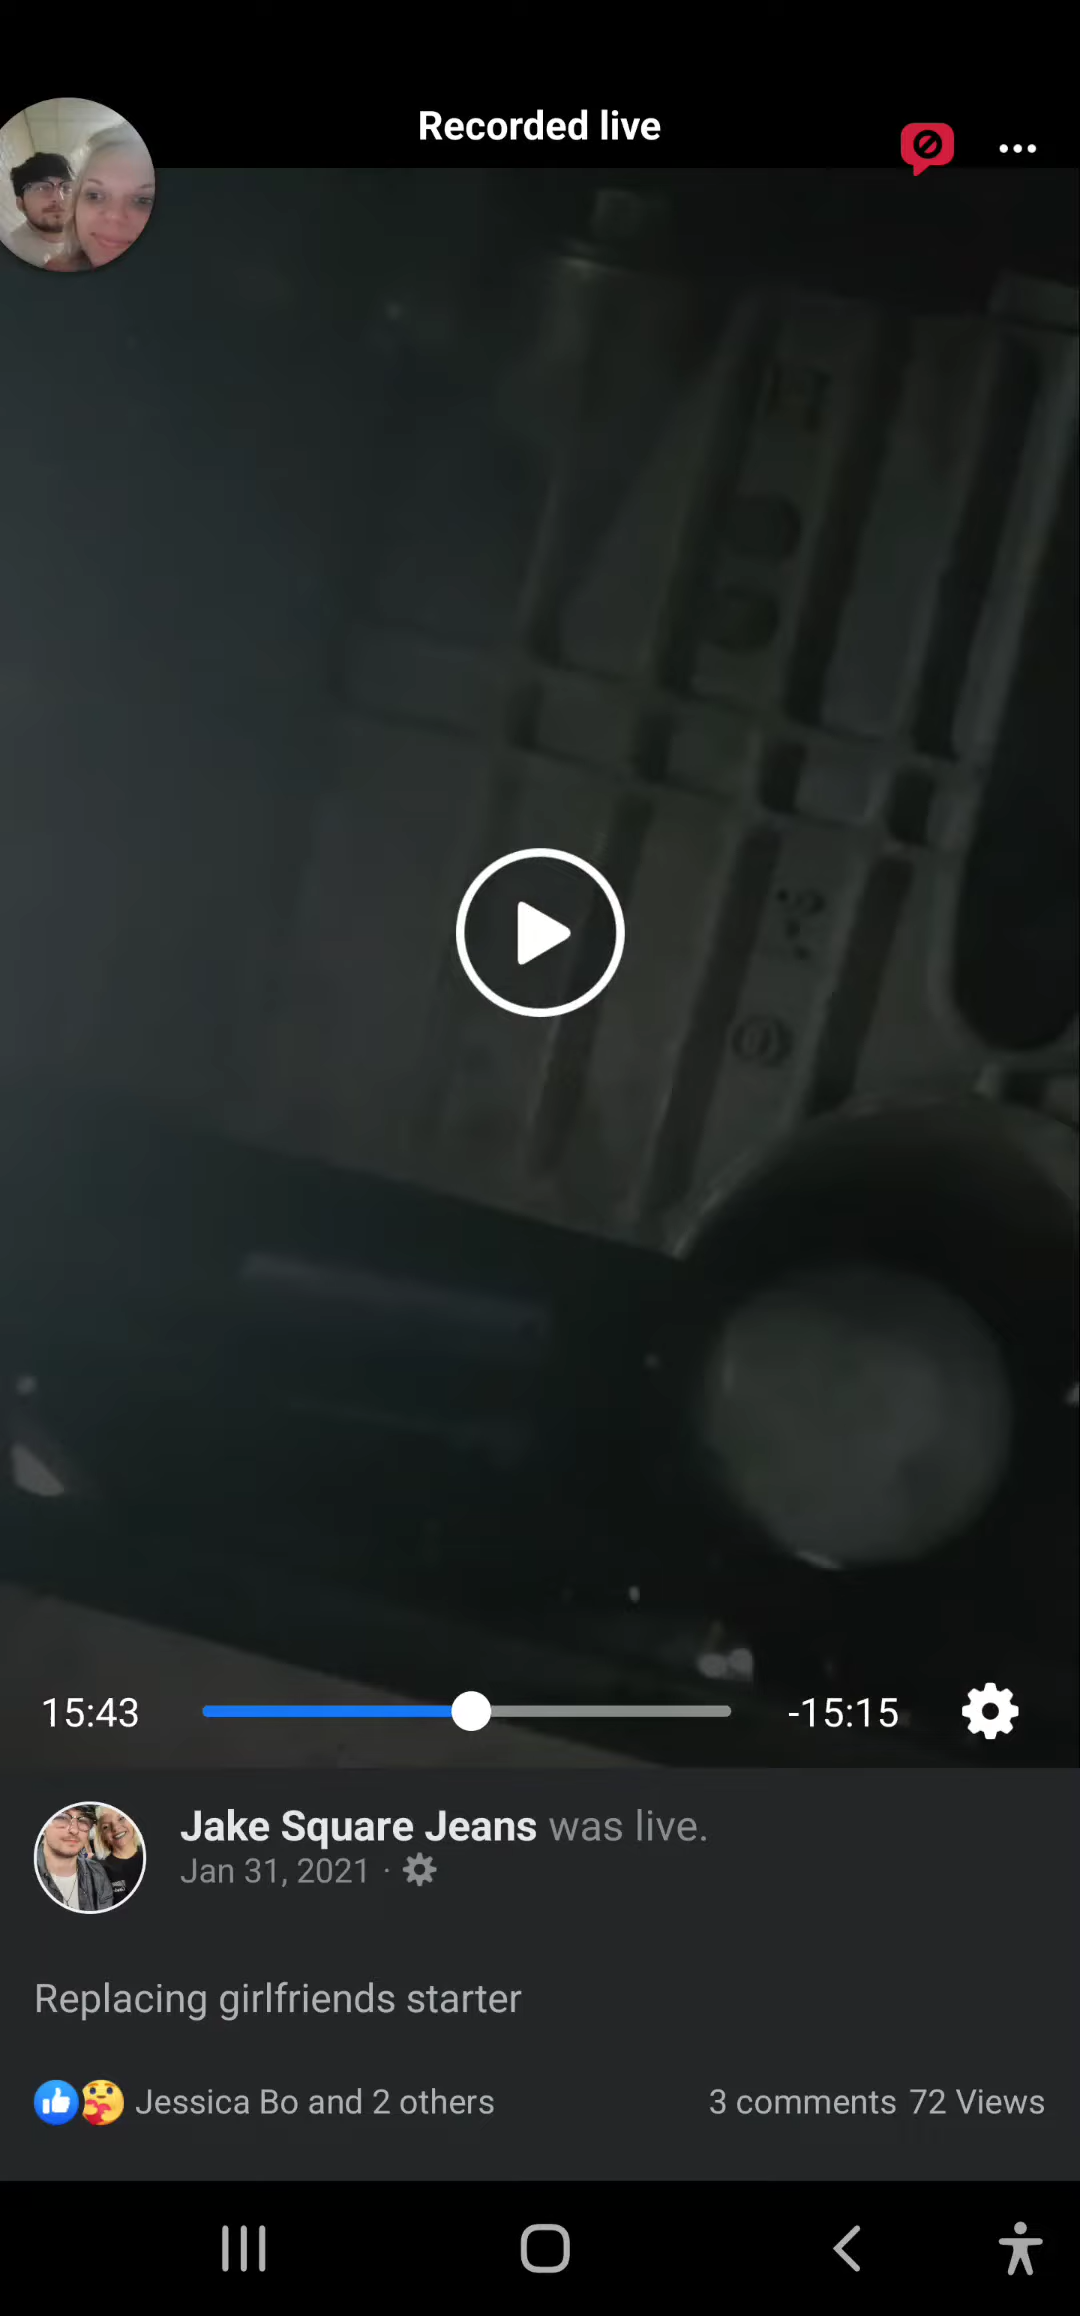 Recorded live
15:43
-15:15
Jake Square Jeans was live.
Jan 31, 2021 ·
Replacing girlfriends starter
Jessica Bo and 2 others
3 comments 72 Views